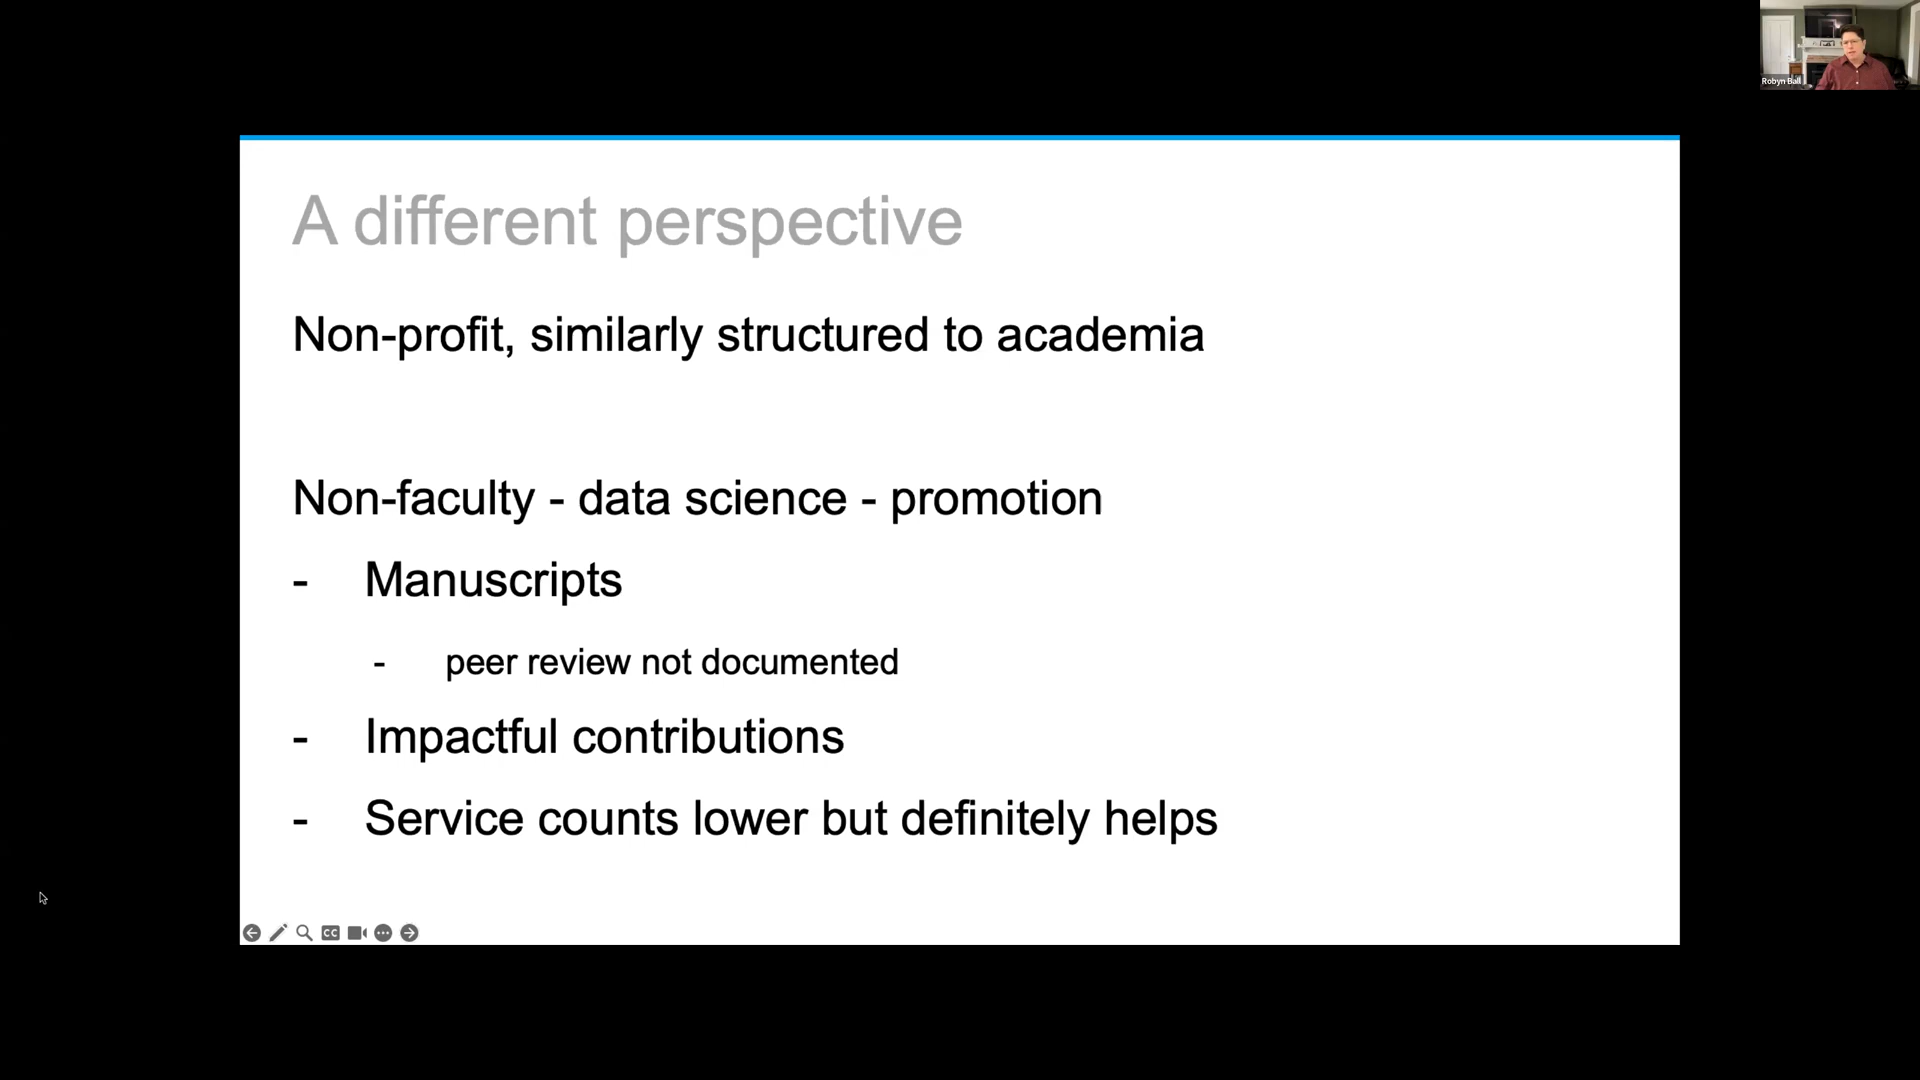 Robyn Ball
A different perspective
Non-profit, similarly structured to academia
Non-faculty - data science - promotion
- Manuscripts
- peer review not documented
- Impactful contributions
- Service counts lower but definitely helps
CC